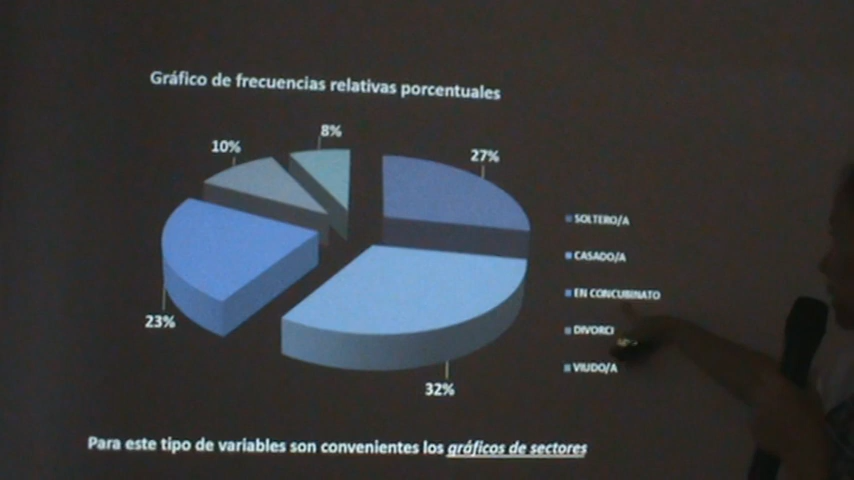 Gráfico de frecuencias relativas porcentuales
8%
10%
27%
SOLTERO/A
CASADO/A
EN CONCUBINATO
DIVORCI
VIUDO/A
23%
32%
Para este tipo de variables son convenientes los gráficos de sectores